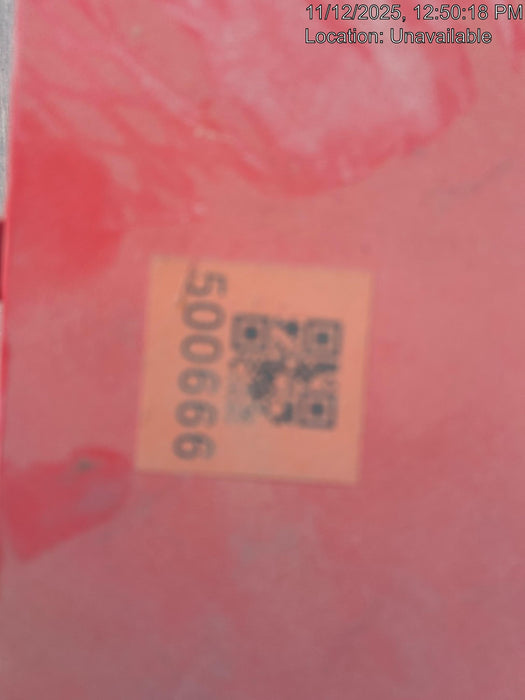 11/12/2025, 12:50:18 PM
Location: Unavailable
500666